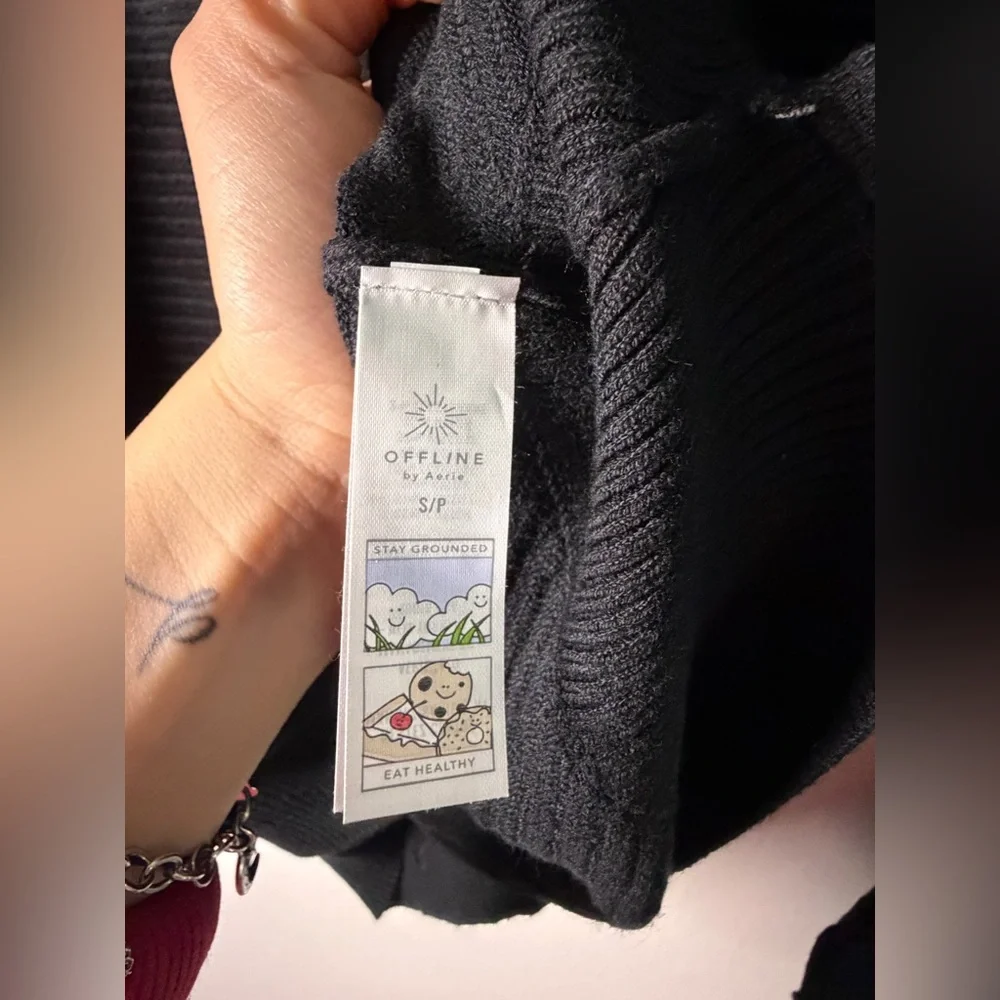 OFFLINE
by Aerie
S/P
STAY GROUNDED
EAT HEALTHY